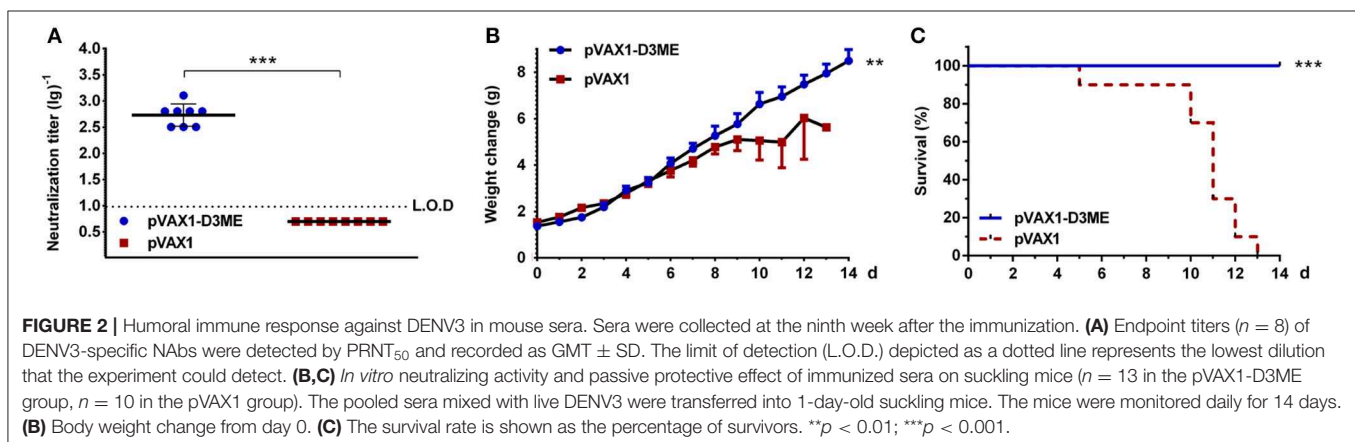 A
4.0
3.5
3.0
2.5
2.0
1.5
1.0
0.5
Neutralization titer (lg)-1
***
L.O.D
pVAX1-D3ME
pVAX1
B
8
6
4
2
0
Weight change (g)
pVAX1-D3ME
pVAX1
**
0 2 4 6 8 10 12 14 d
C
100
80
60
40
20
0
Survival (%)
***
pVAX1-D3ME
pVAX1
0 2 4 6 8 10 12 14 d
FIGURE 2 | Humoral immune response against DENV3 in mouse sera. Sera were collected at the ninth week after the immunization. (A) Endpoint titers (n = 8) of
DENV3-specific NAbs were detected by PRNT50 and recorded as GMT ± SD. The limit of detection (L.O.D.) depicted as a dotted line represents the lowest dilution
that the experiment could detect. (B,C) In vitro neutralizing activity and passive protective effect of immunized sera on suckling mice (n = 13 in the pVAX1-D3ME
group, n = 10 in the pVAX1 group). The pooled sera mixed with live DENV3 were transferred into 1-day-old suckling mice. The mice were monitored daily for 14 days.
(B) Body weight change from day 0. (C) The survival rate is shown as the percentage of survivors. **p < 0.01; ***p < 0.001.